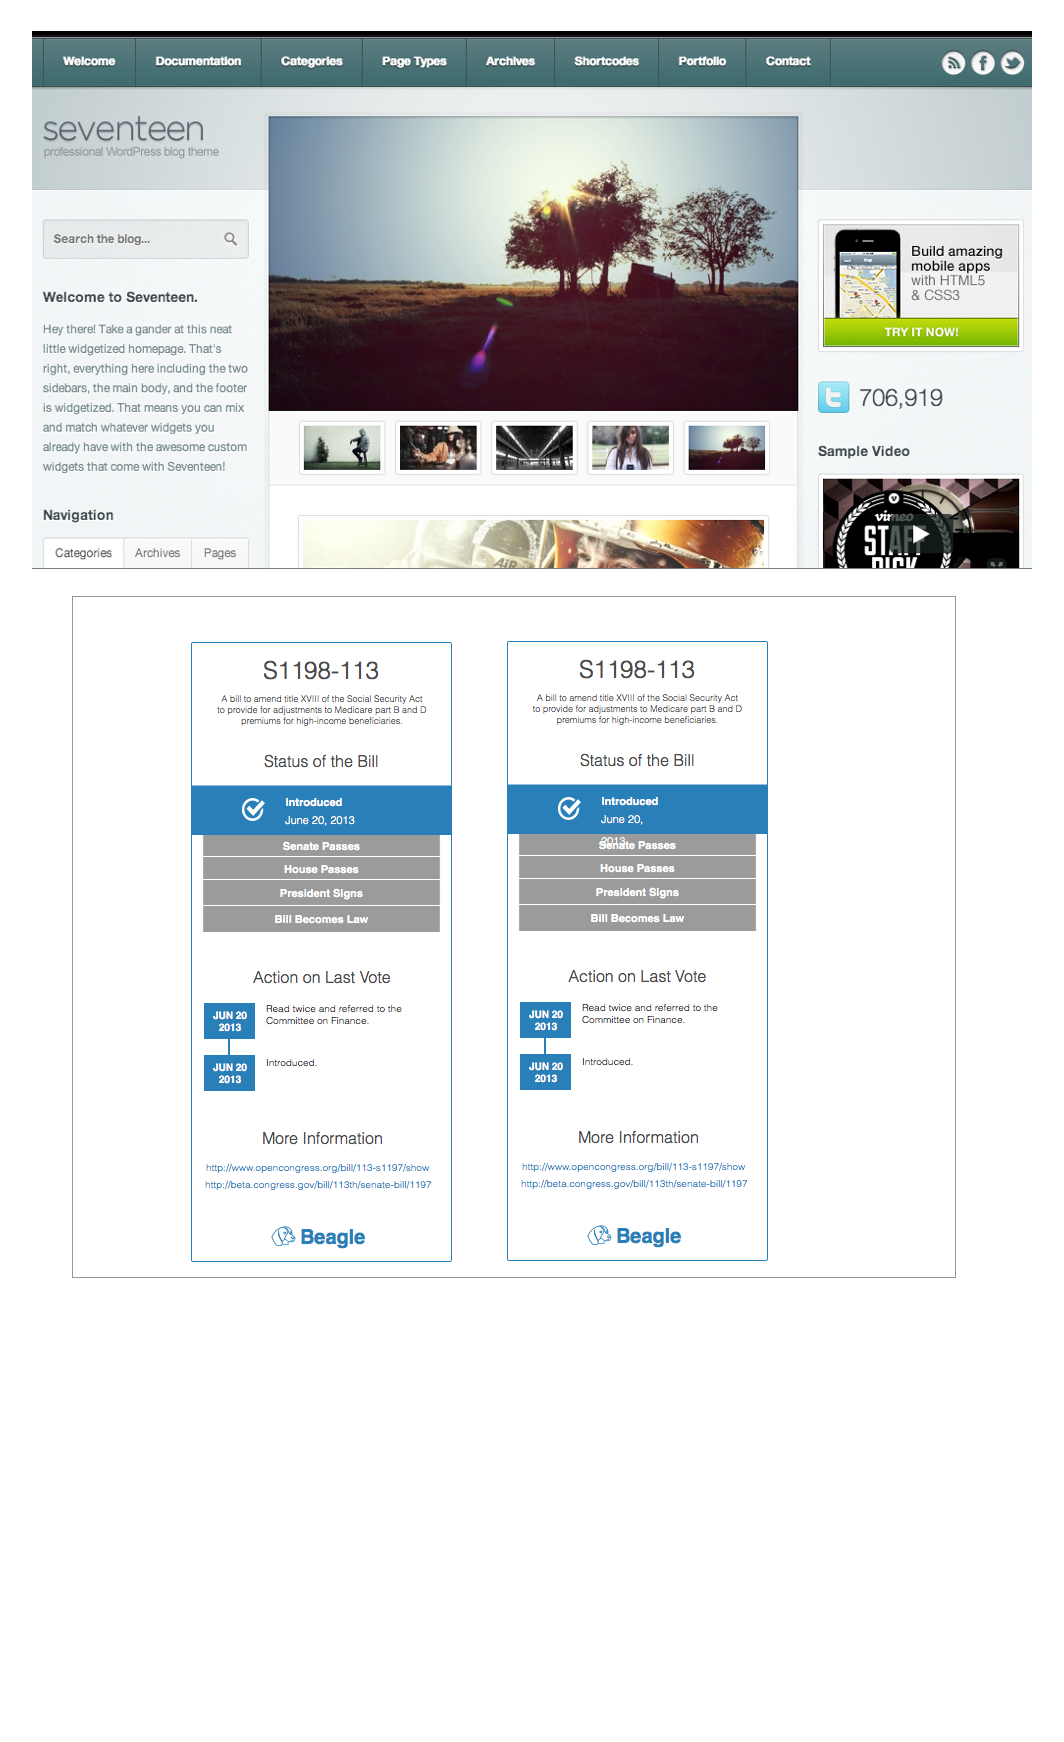 Welcome
Documentation
Categories
Page Types
Archives
Shortcodes
Portfolio
Contact
seventeen
professional WordPress blog theme
Search the blog...
Welcome to Seventeen.
Hey there! Take a gander at this neat
little widgetized homepage. That's
right, everything here including the two
sidebars, the main body, and the footer
is widgetized. That means you can mix
and match whatever widgets you
already have with the awesome custom
widgets that come with Seventeen!
Navigation
Categories
Archives
Pages
Build amazing
mobile apps
with HTML5
& CSS3
TRY IT NOW!
706,919
Sample Video
vimeo
STAFF
PICK
S1198-113
A bill to amend title XVIII of the Social Security Act
to provide for adjustments to Medicare part B and D
premiums for high-income beneficiaries.
Status of the Bill
Introduced
June 20, 2013
Senate Passes
House Passes
President Signs
Bill Becomes Law
Action on Last Vote
JUN 20
2013
Read twice and referred to the
Committee on Finance.
JUN 20
2013
Introduced.
More Information
http://www.opencongress.org/bill/113-s1197/show
http://beta.congress.gov/bill/113th/senate-bill/1197
Beagle
S1198-113
A bill to amend title XVIII of the Social Security Act
to provide for adjustments to Medicare part B and D
premiums for high-income beneficiaries.
Status of the Bill
Introduced
June 20,
2013
Senate Passes
House Passes
President Signs
Bill Becomes Law
Action on Last Vote
JUN 20
2013
Read twice and referred to the
Committee on Finance.
JUN 20
2013
Introduced.
More Information
http://www.opencongress.org/bill/113-s1197/show
http://beta.congress.gov/bill/113th/senate-bill/1197
Beagle